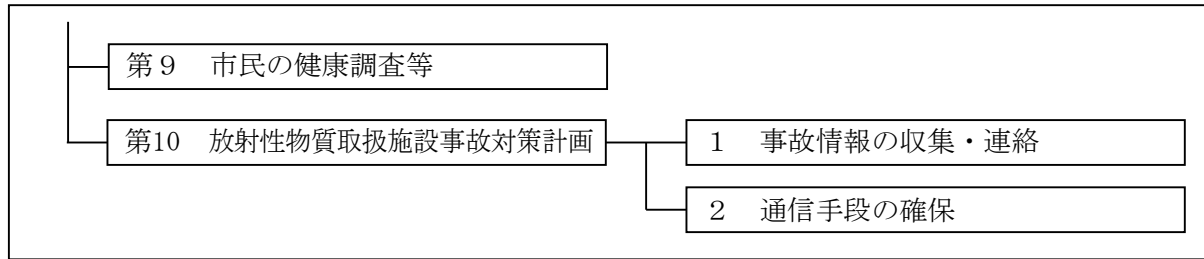 第９　市民の健康調査等
第10　放射性物質取扱施設事故対策計画
１　事故情報の収集・連絡
２　通信手段の確保